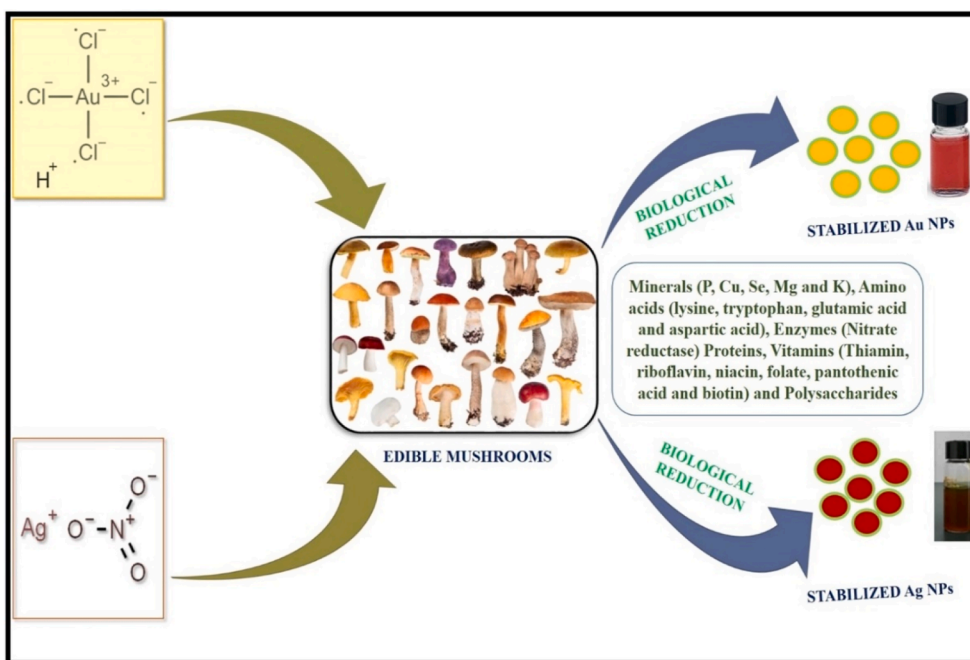 .Cl⁻
.Cl⁻—Au³⁺—Cl⁻.
.Cl⁻
H⁺
BIOLOGICAL
REDUCTION
STABILIZED Au NPs
Minerals (P, Cu, Se, Mg and K), Amino
acids (lysine, tryptophan, glutamic acid
and aspartic acid), Enzymes (Nitrate
reductase) Proteins, Vitamins (Thiamin,
riboflavin, niacin, folate, pantothenic
acid and biotin) and Polysaccharides
EDIBLE MUSHROOMS
BIOLOGICAL
REDUCTION
O⁻
Ag⁺ O⁻–N⁺
O
STABILIZED Ag NPs